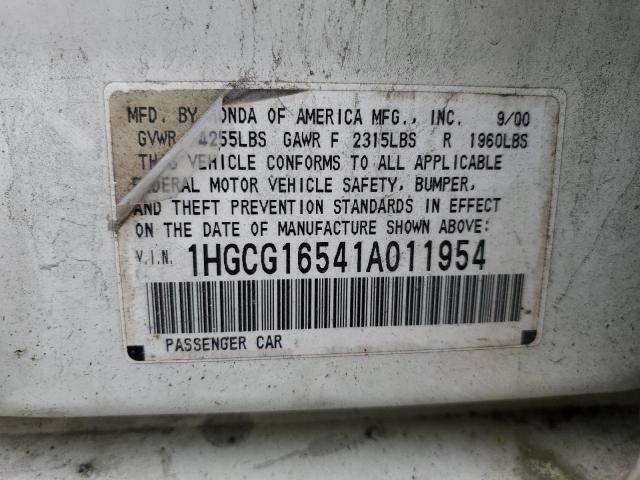 MFD. BY HONDA OF AMERICA MFG., INC. 9/00
GVWR 4255LBS GAWR F 2315LBS R 1960LBS
THIS VEHICLE CONFORMS TO ALL APPLICABLE
FEDERAL MOTOR VEHICLE SAFETY, BUMPER,
AND THEFT PREVENTION STANDARDS IN EFFECT
ON THE DATE OF MANUFACTURE SHOWN ABOVE:
V.I.N. 1HGCG16541A011954
PASSENGER CAR